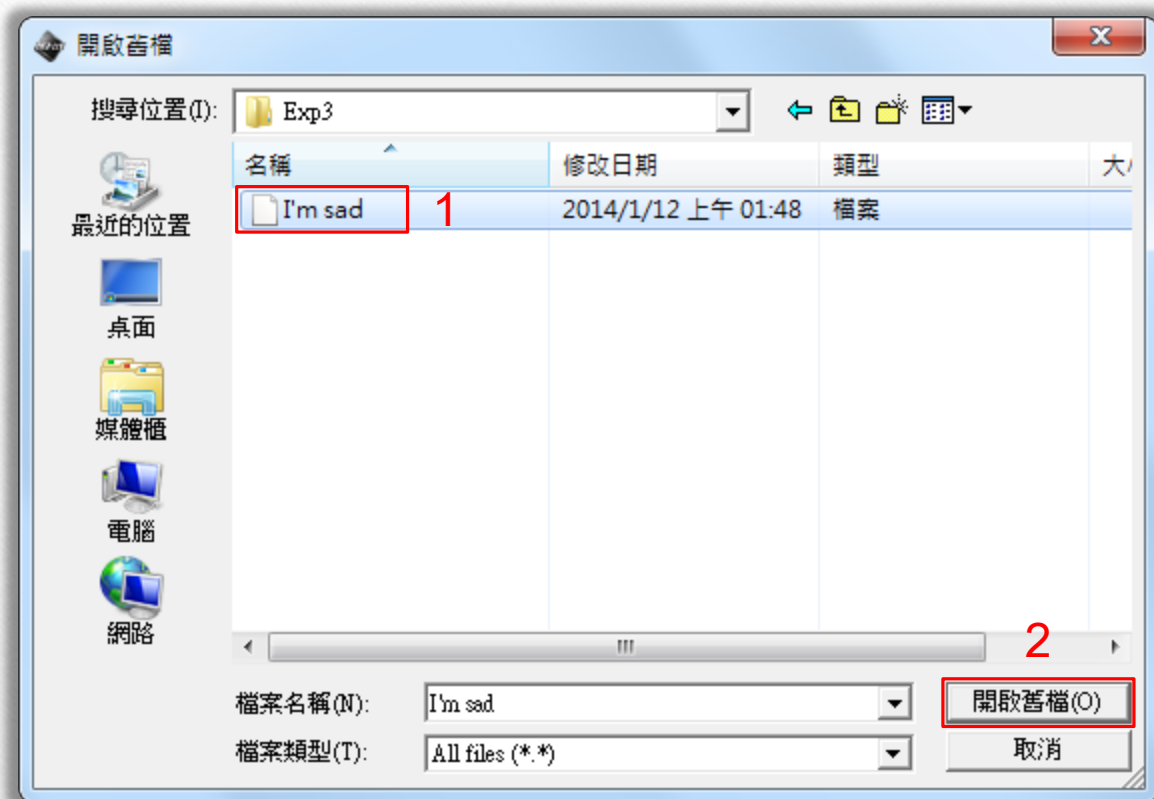 開啟舊檔
搜尋位置(I): Exp3
名稱 修改日期 類型
I'm sad 1 2014/1/12 上午 01:48 檔案
最近的位置
桌面
媒體櫃
電腦
網路
2
檔案名稱(N): I'm sad 開啟舊檔(O)
檔案類型(T): All files (*.*) 取消